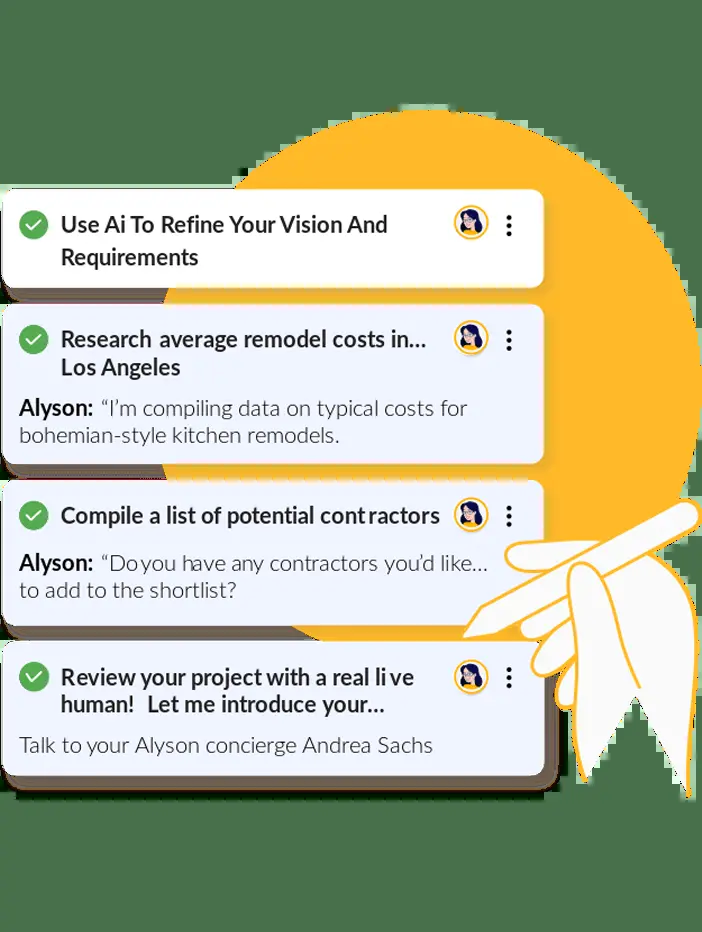 Use Ai To Refine Your Vision And
Requirements
Research average remodel costs in...
Los Angeles
Alyson: “I’m compiling data on typical costs for
bohemian-style kitchen remodels.
Compile a list of potential contractors
Alyson: “Do you have any contractors you’d like...
to add to the shortlist?
Review your project with a real live
human! Let me introduce your...
Talk to your Alyson concierge Andrea Sachs